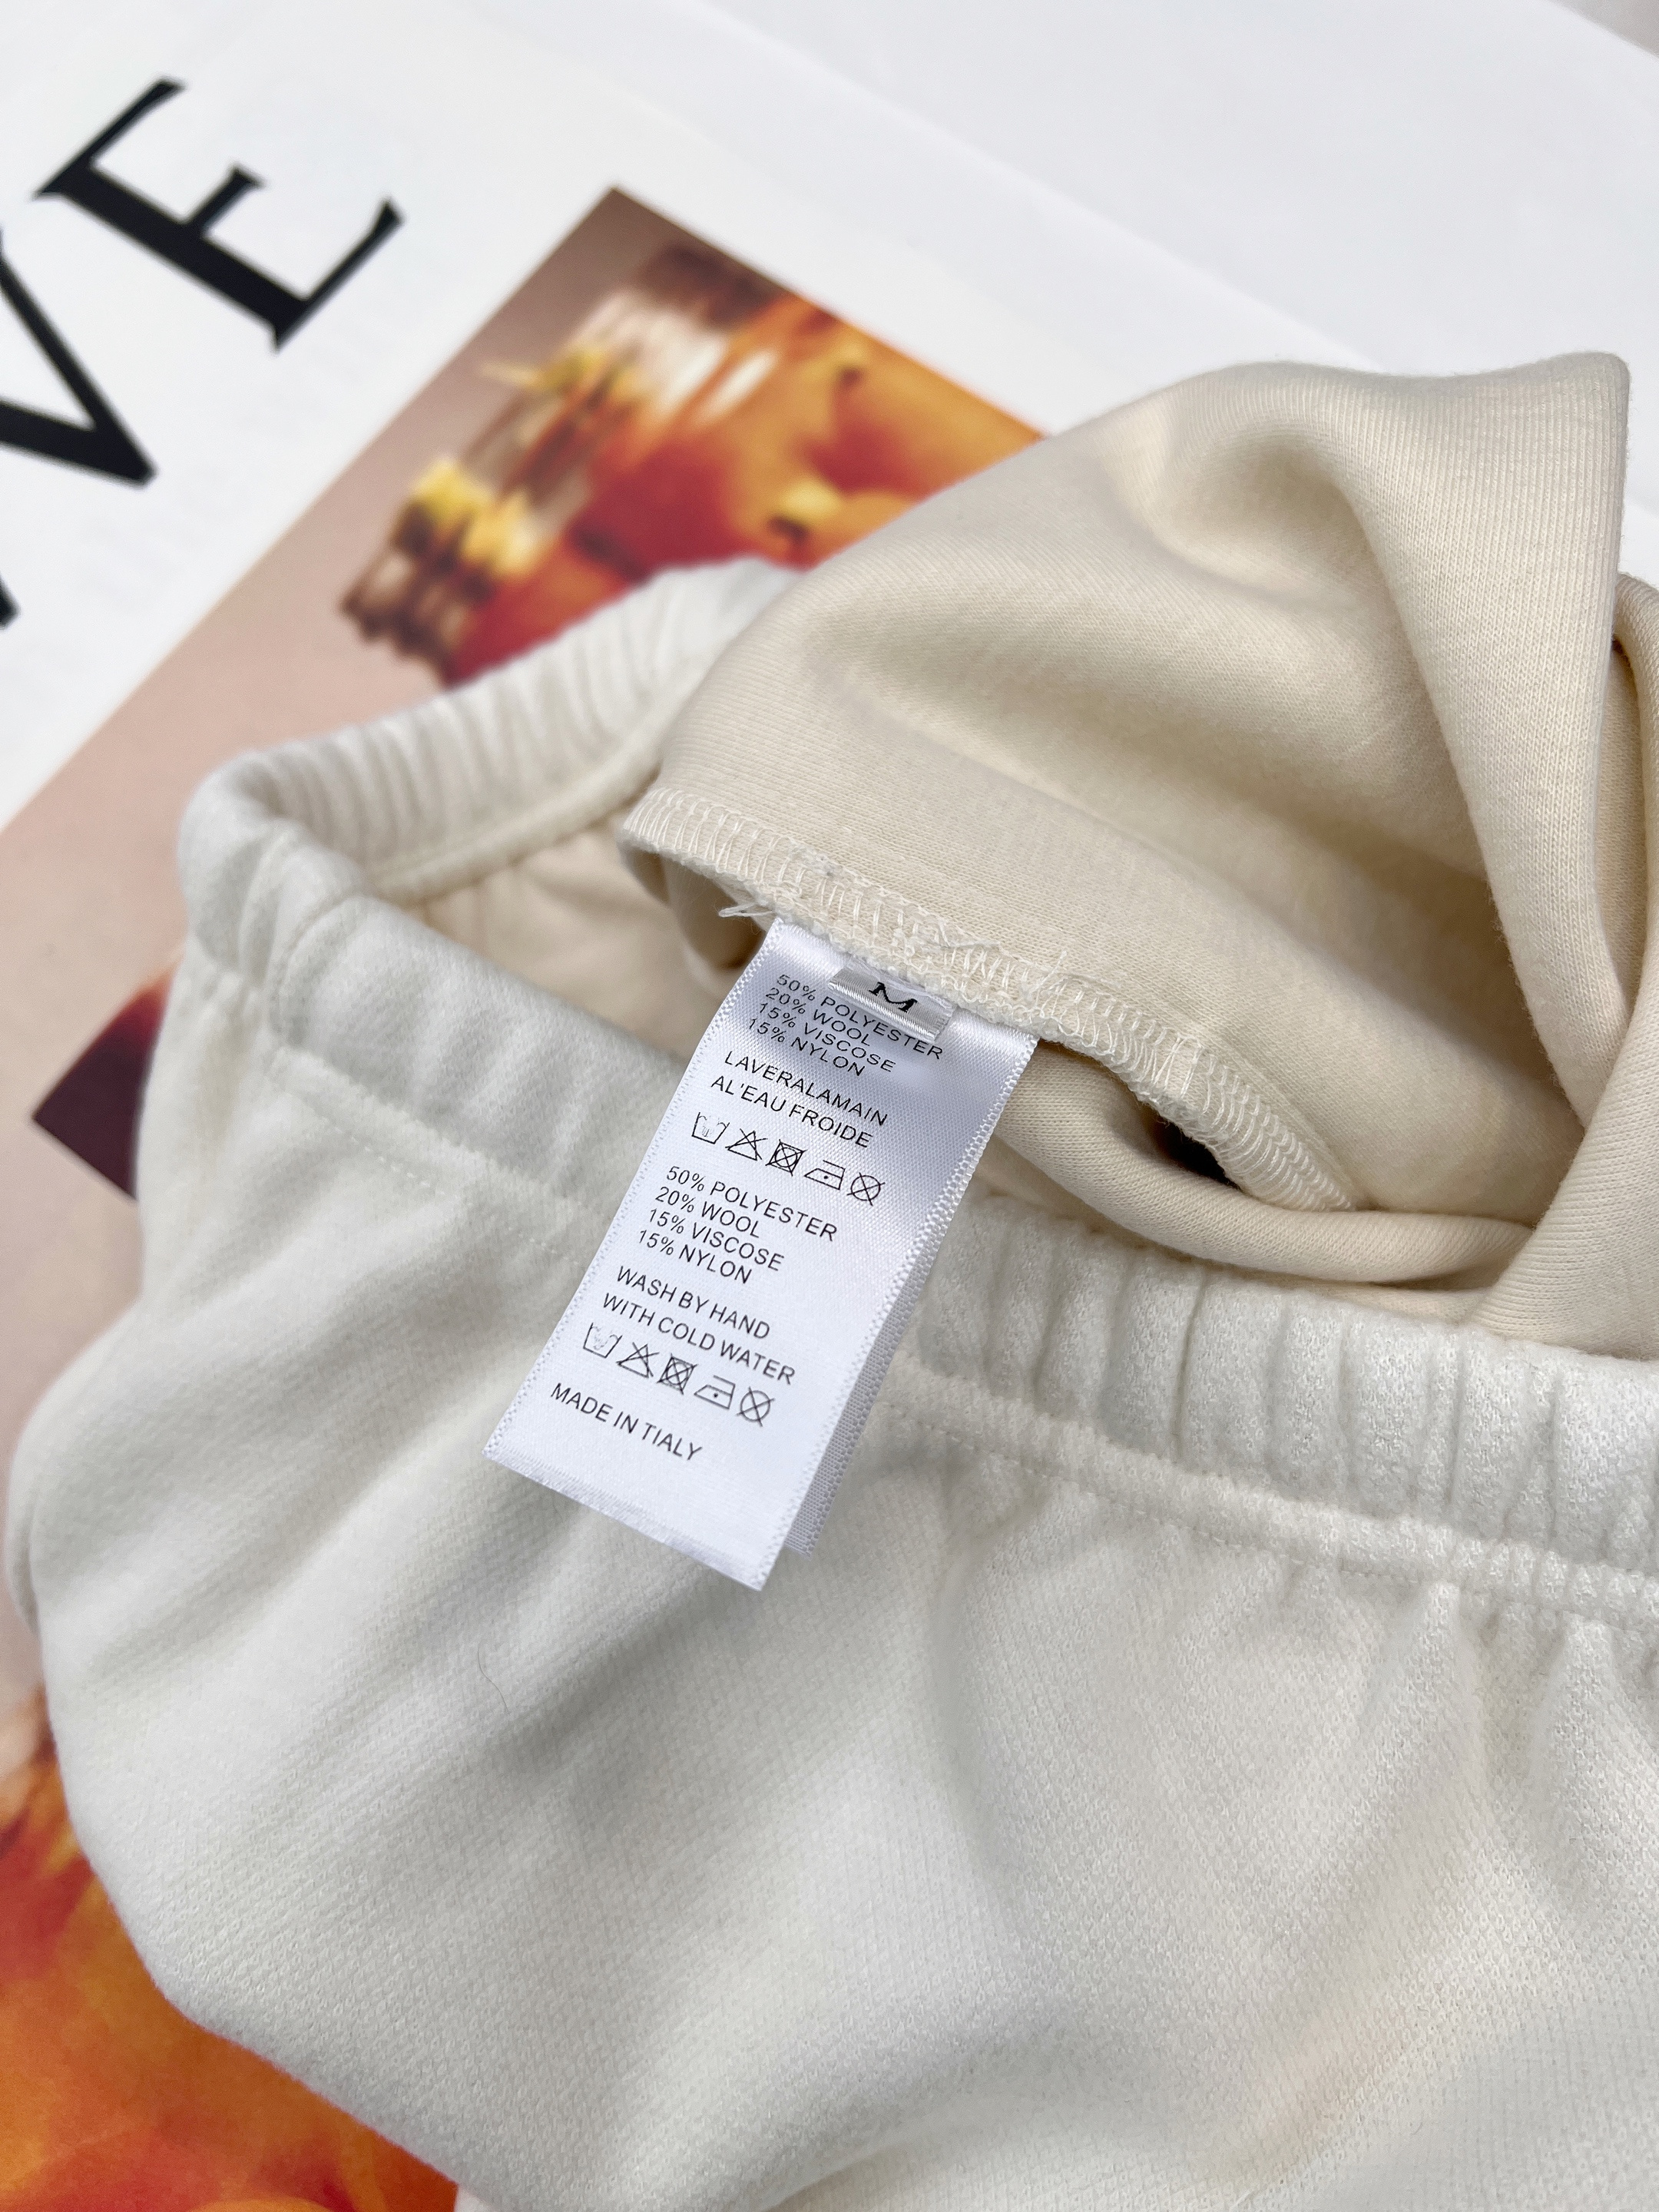 VE
M
50% POLYESTER
20% WOOL
15% VISCOSE
15% NYLON
LAVERALAMAIN
AL'EAU FROIDE
50% POLYESTER
20% WOOL
15% VISCOSE
15% NYLON
WASH BY HAND
WITH COLD WATER
MADE IN TIALY